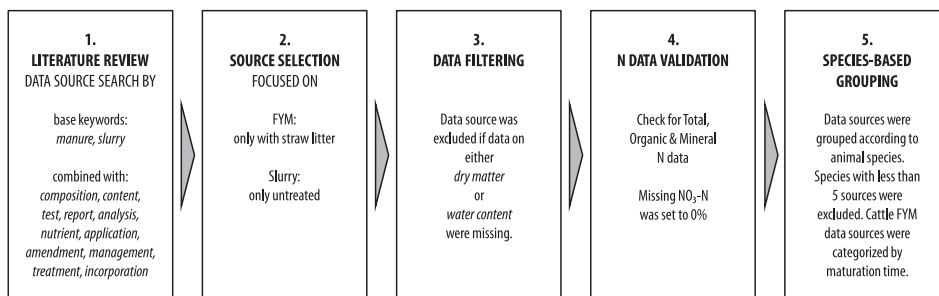 1.
LITERATURE REVIEW
DATA SOURCE SEARCH BY
base keywords:
manure, slurry
combined with:
composition, content,
test, report, analysis,
nutrient, application,
amendment, management,
treatment, incorporation
2.
SOURCE SELECTION
FOCUSED ON
FYM:
only with straw litter
Slurry:
only untreated
3.
DATA FILTERING
Data source was
excluded if data on
either
dry matter
or
water content
were missing.
4.
N DATA VALIDATION
Check for Total,
Organic & Mineral
N data
Missing NO₃-N
was set to 0%
5.
SPECIES-BASED
GROUPING
Data sources were
grouped according to
animal species.
Species with less than
5 sources were
excluded. Cattle FYM
data sources were
categorized by
maturation time.